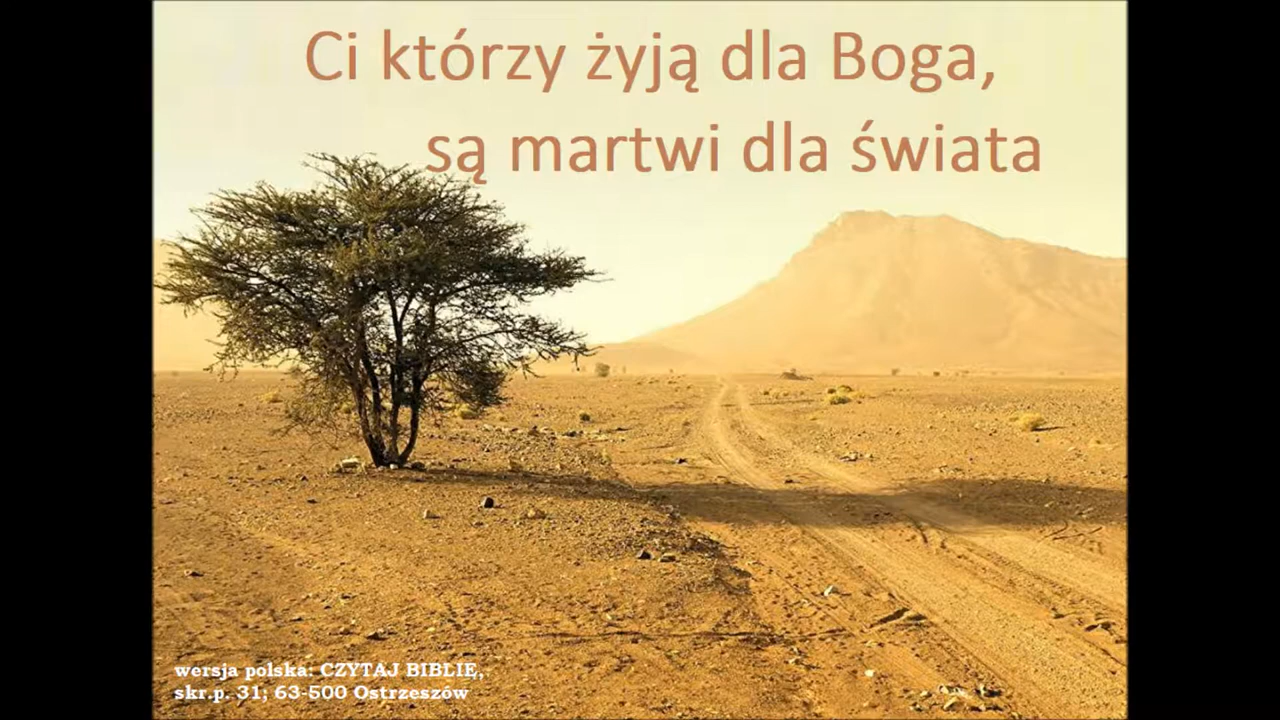 Ci którzy żyją dla Boga,
są martwi dla świata
wersja polska: CZYTAJ BIBLIĘ,
skr.p. 31; 63-500 Ostrzeszów